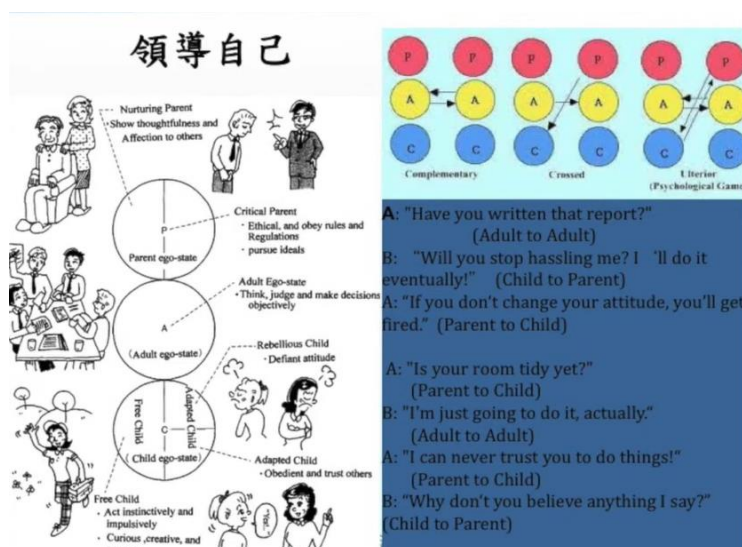 領導自己
Nurturing Parent
·Show thoughtfulness and
Affection to others
P
Parent ego-state
Critical Parent
· Ethical, and obey rules and
Regulations
· pursue ideals
Adult Ego-state
·Think, judge and make decisions
objectively
A
(Adult ego-state)
Rebellious Child
· Defiant attitude
Free Child
Adapted Child
C
(Child ego-state)
Adapted Child
· Obedient and trust others
Free Child
· Act instinctively and
impulsively
· Curious ,creative, and
"Yes!"
P P P P P P
A A A A A A
C C C C C C
Complementary
Crossed
Ulterior
(Psychological Game
A: "Have you written that report?"
(Adult to Adult)
B: "Will you stop hassling me? I 'll do it
eventually!" (Child to Parent)
A: "If you don't change your attitude, you'll get
fired." (Parent to Child)
A: "Is your room tidy yet?"
(Parent to Child)
B: "I'm just going to do it, actually."
(Adult to Adult)
A: "I can never trust you to do things!"
(Parent to Child)
B: "Why don't you believe anything I say?"
(Child to Parent)